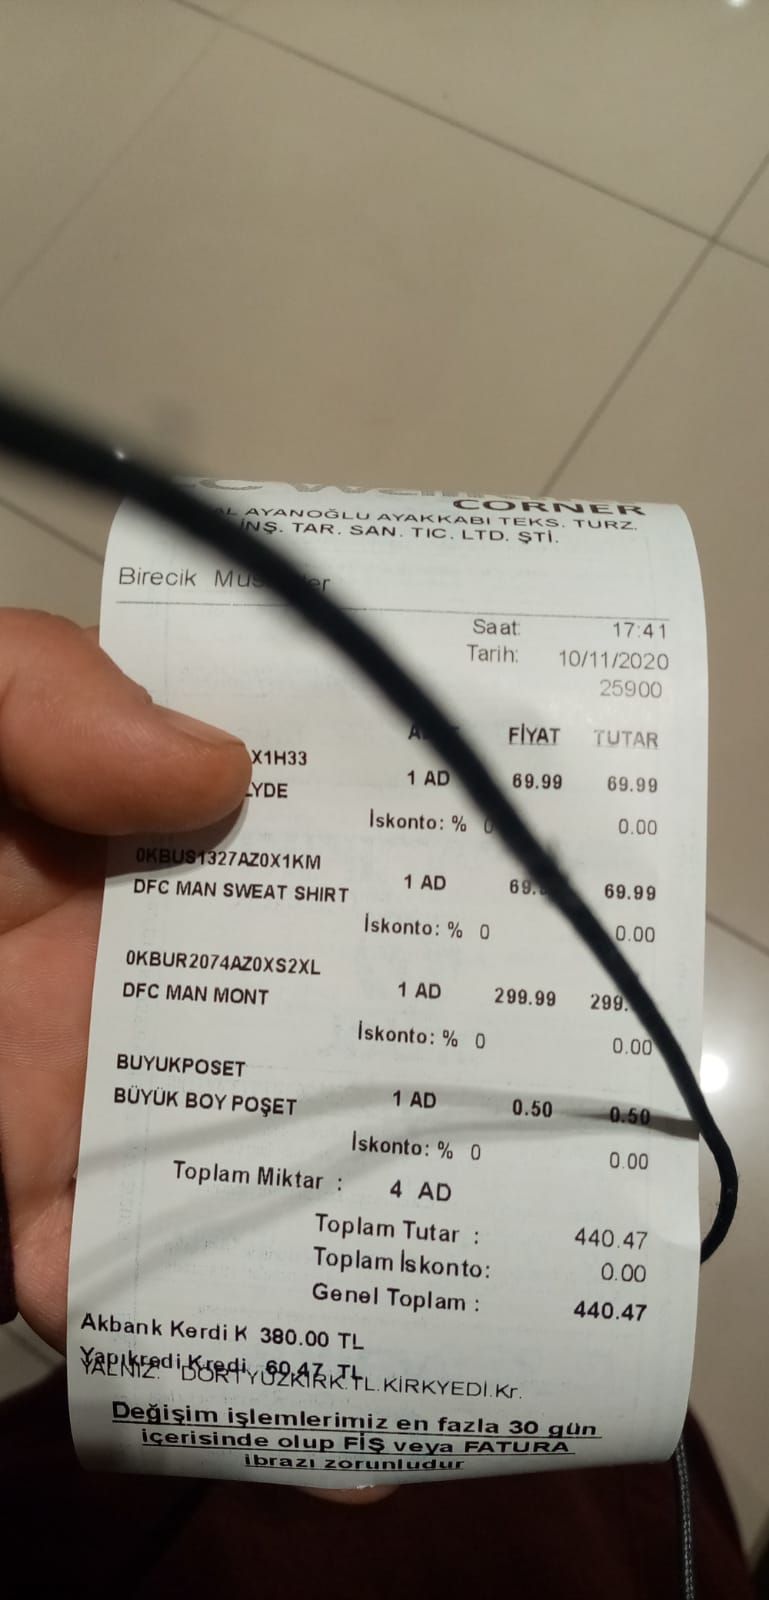 CORNER
AYANOĞLU AYAKKABI TEKS. TURZ.
İNŞ. TAR. SAN. TIC. LTD. ŞTİ.
Birecik
Saat: 17:41
Tarih: 10/11/2020
25900
FİYAT TUTAR
X1H33
1 AD 69.99 69.99
İskonto: % 0 0.00
0KBUS1327AZ0X1KM
DFC MAN SWEAT SHIRT 1 AD 69.99
İskonto: % 0 0.00
0KBUR2074AZ0XS2XL
DFC MAN MONT 1 AD 299.99 299.
İskonto: % 0 0.00
BUYUKPOSET
BÜYÜK BOY POŞET 1 AD 0.50 0.50
İskonto: % 0 0.00
Toplam Miktar : 4 AD
Toplam Tutar : 440.47
Toplam İskonto: 0.00
Genel Toplam : 440.47
Akbank Kerdi K 380.00 TL
Yapıkredi Kredi 60.47 TL
YALNIZ: DÖRTYÜZKIRK.TL.KIRKYEDİ.Kr.
Değişim işlemlerimiz en fazla 30 gün
içerisinde olup FİŞ veya FATURA
ibrazı zorunludur